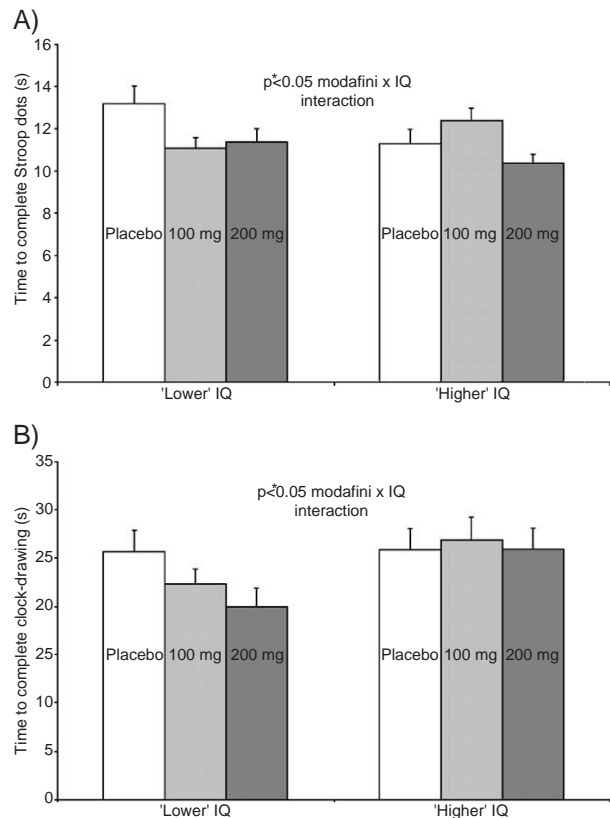 A)
Time to complete Stroop dots (s)
16
14
12
10
8
6
4
2
0
p*<0.05 modafini x IQ
interaction
Placebo 100 mg 200 mg
Placebo 100 mg 200 mg
'Lower' IQ
'Higher' IQ
B)
Time to complete clock-drawing (s)
35
30
25
20
25
20
5
0
p*<0.05 modafini x IQ
interaction
Placebo 100 mg 200 mg
Placebo 100 mg 200 mg
'Lower' IQ
'Higher' IQ